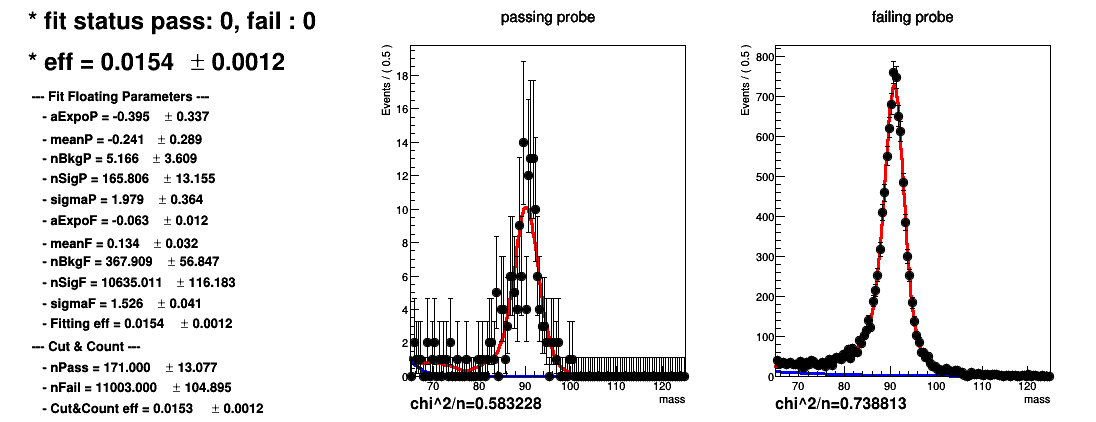 * fit status pass: 0, fail : 0
* eff = 0.0154 ± 0.0012
--- Fit Floating Parameters ---
- aExpoP = -0.395 ± 0.337
- meanP = -0.241 ± 0.289
- nBkgP = 5.166 ± 3.609
- nSigP = 165.806 ± 13.155
- sigmaP = 1.979 ± 0.364
- aExpoF = -0.063 ± 0.012
- meanF = 0.134 ± 0.032
- nBkgF = 367.909 ± 56.847
- nSigF = 10635.011 ± 116.183
- sigmaF = 1.526 ± 0.041
- Fitting eff = 0.0154 ± 0.0012
--- Cut & Count ---
- nPass = 171.000 ± 13.077
- nFail = 11003.000 ± 104.895
- Cut&Count eff = 0.0153 ± 0.0012
passing probe
Events / ( 0.5 )
18
16
14
12
10
8
6
4
2
0
70 80 90 100 110 120
mass
chi^2/n=0.583228
failing probe
Events / ( 0.5 )
800
700
600
500
400
300
200
100
0
70 80 90 100 110 120
mass
chi^2/n=0.738813